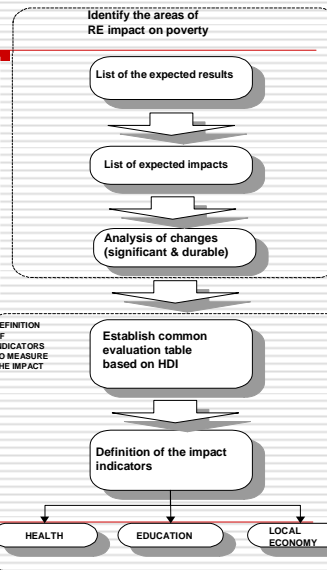 Identify the areas of
RE impact on poverty
List of the expected results
List of expected impacts
Analysis of changes
(significant & durable)
EFINITION
F
NDICATORS
O MEASURE
HE IMPACT
Establish common
evaluation table
based on HDI
Definition of the impact
indicators
HEALTH
EDUCATION
LOCAL
ECONOMY